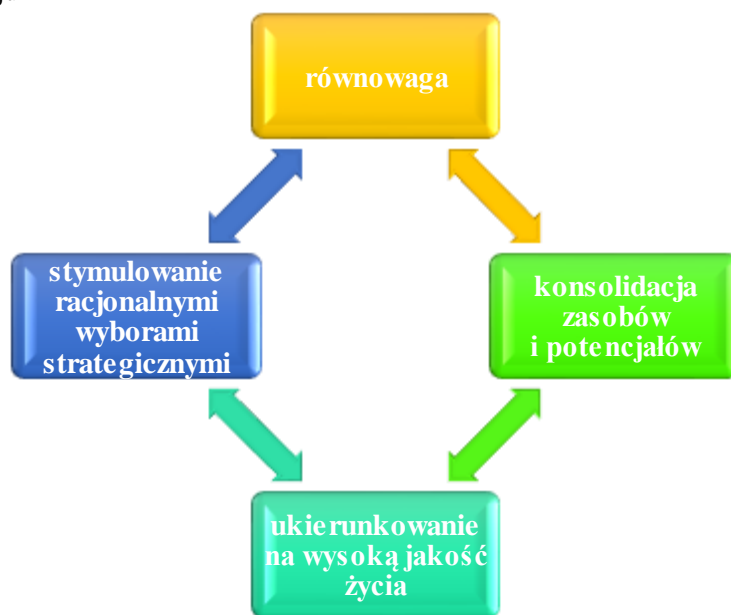 równowaga
stymulowanie
racjonalnymi
wyborami
strategicznymi
konsolidacja
zasobów
i potencjałów
ukierunkowanie
na wysoką jakość
życia